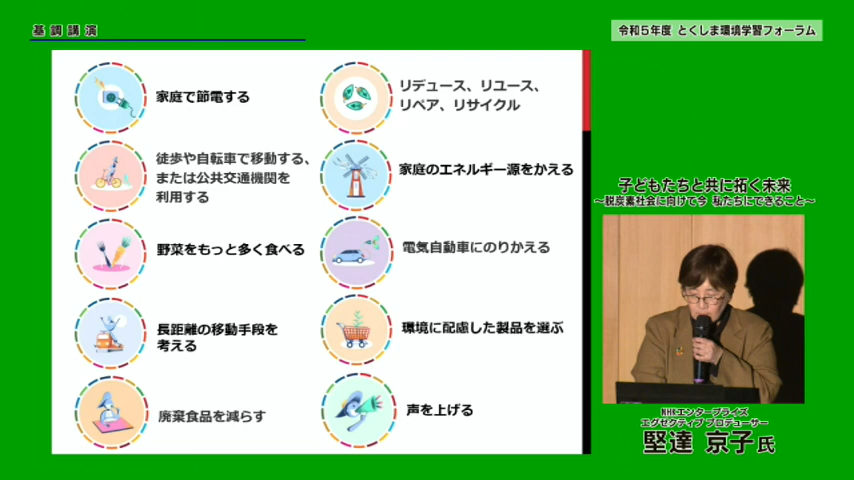 基調講演
令和5年度 とくしま環境学習フォーラム
家庭で節電する
徒歩や自転車で移動する、
または公共交通機関を
利用する
野菜をもっと多く食べる
長距離の移動手段を
考える
廃棄食品を減らす
リデュース、リユース、
リペア、リサイクル
家庭のエネルギー源をかえる
電気自動車にのりかえる
環境に配慮した製品を選ぶ
声を上げる
子どもたちと共に拓く未来
～脱炭素社会に向けて今 私たちにできること～
NHKエンタープライズ
エグゼクティブ プロデューサー
堅達 京子 氏